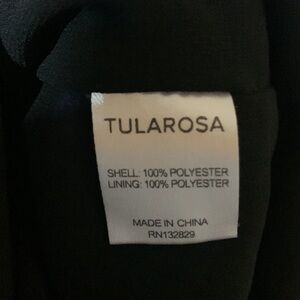 TULAROSA
SHELL: 100% POLYESTER
LINING: 100% POLYESTER
MADE IN CHINA
RN132829